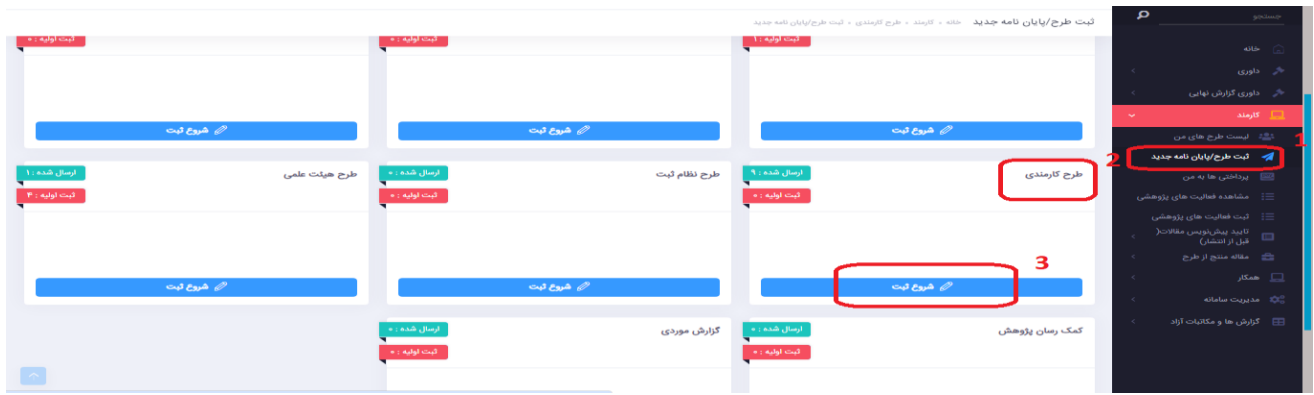 ثبت طرح/پایان نامه جدید خانه • کارمند • طرح کارمندی • ثبت طرح/پایان نامه جدید
جستجو
خانه
داوری
داوری گزارش نهایی
کارمند
1
لیست طرح های من
2
ثبت طرح/پایان نامه جدید
پرداختی ها به من
مشاهده فعالیت های پژوهشی
ثبت فعالیت های پژوهشی
تایید پیش‌نویس مقالات(
قبل از انتشار)
مقاله منتج از طرح
همکار
مدیریت سامانه
گزارش ها و مکاتبات آزاد
ثبت اولیه : ۱
ثبت اولیه : ۰
ثبت اولیه : ۰
شروع ثبت
شروع ثبت
شروع ثبت
طرح کارمندی
ارسال شده : ۹
ثبت اولیه : ۰
3
شروع ثبت
طرح نظام ثبت
ارسال شده : ۰
ثبت اولیه : ۰
شروع ثبت
طرح هیئت علمی
ارسال شده : ۱
ثبت اولیه : ۳
شروع ثبت
کمک رسان پژوهش
ارسال شده : ۰
ثبت اولیه : ۰
گزارش موردی
ارسال شده : ۰
ثبت اولیه : ۰